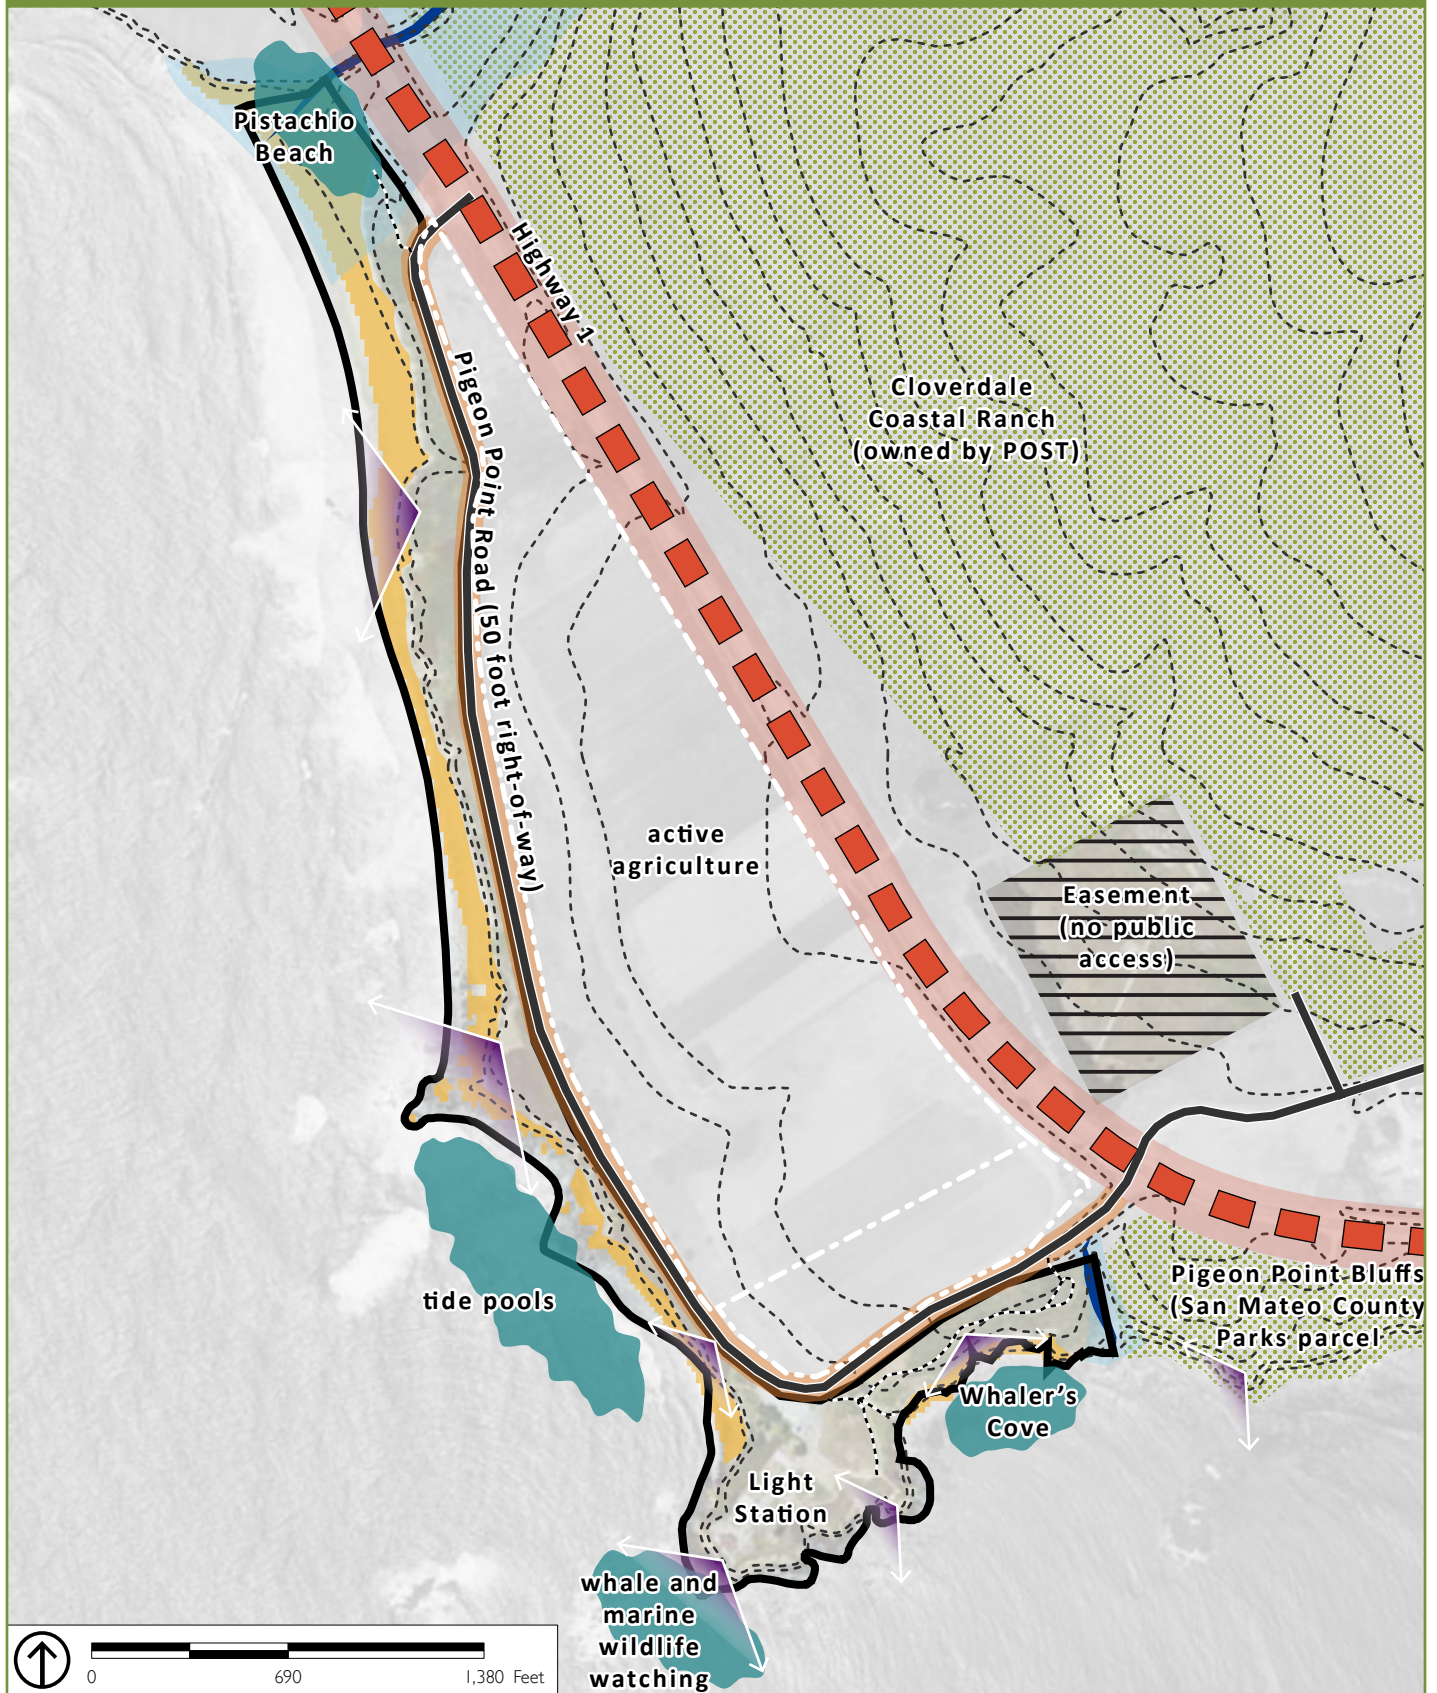 Pistachio
Beach
Highway 1
Pigeon Point Road (50 foot right-of-way)
Cloverdale
Coastal Ranch
(owned by POST)
active
agriculture
Easement
(no public
access)
tide pools
Pigeon Point Bluffs
(San Mateo County
Parks parcel
Whaler's
Cove
Light
Station
whale and
marine
wildlife
watching
0 690 1,380 Feet